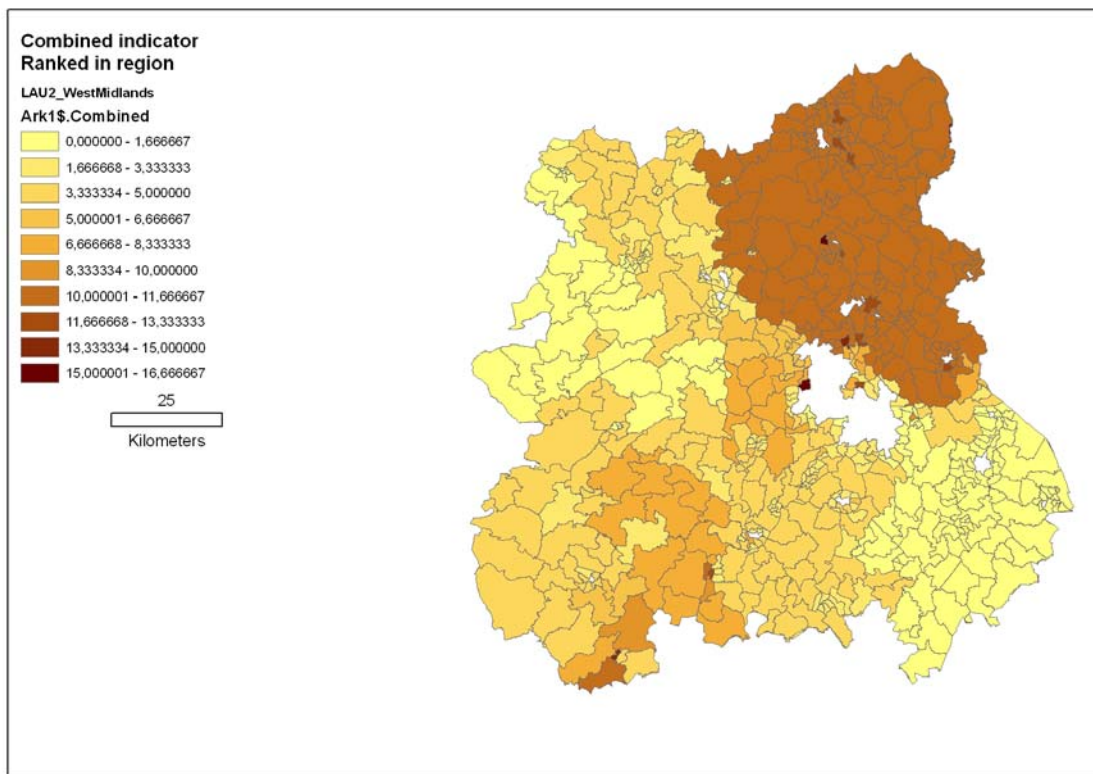 Combined indicator
Ranked in region
LAU2_WestMidlands
Ark1$.Combined
0,000000 - 1,666667
1,666668 - 3,333333
3,333334 - 5,000000
5,000001 - 6,666667
6,666668 - 8,333333
8,333334 - 10,000000
10,000001 - 11,666667
11,666668 - 13,333333
13,333334 - 15,000000
15,000001 - 16,666667
25
Kilometers